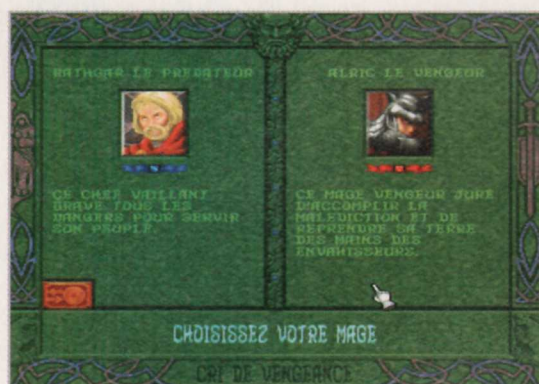 RATHGAR LE PREDATEUR
CE CHEF VAILLANT
BRAVE TOUS LES
DANGERS POUR SERVIR
SON PEUPLE.
ALRIC LE VENGEUR
CE MAGE VENGEUR JURE
D'ACCOMPLIR LA
MALEDICTION ET DE
REPRENDRE SA TERRE
DES MAINS DES
ENVAHISSEURS.
CHOISISSEZ VOTRE MAGE
CRI DE VENGEANCE